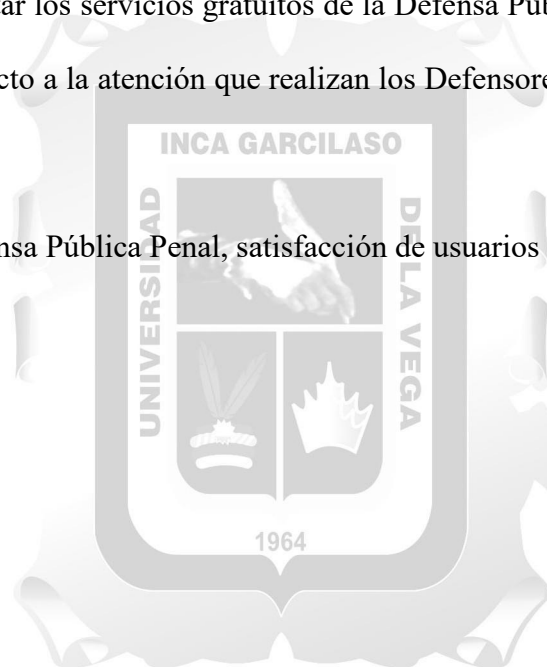 ar los servicios gratuitos de la Defensa Púb
cto a la atención que realizan los Defensore
INCA GARCILASO
UNIVERSIDAD
DE LA VEGA
nsa Pública Penal, satisfacción de usuarios
1964